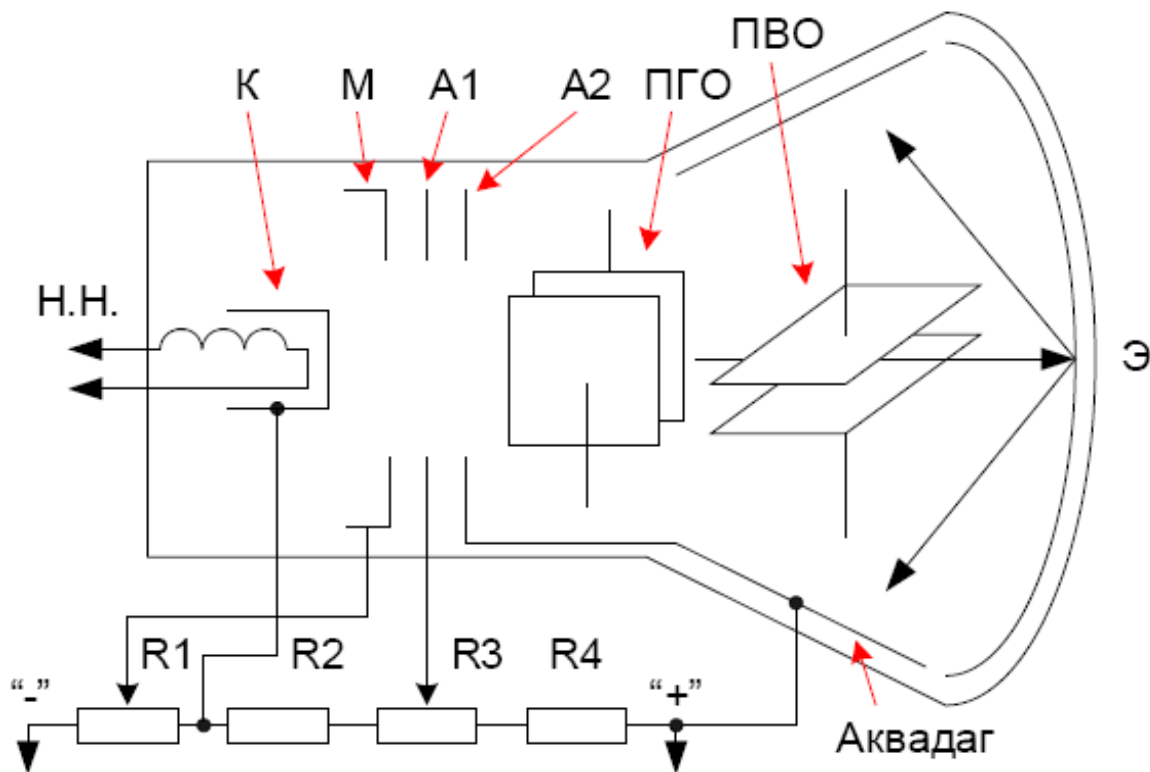 ПВО
К
М
А1
А2
ПГО
Н.Н.
Э
R1
R2
R3
R4
“-”
“+”
Аквадаг